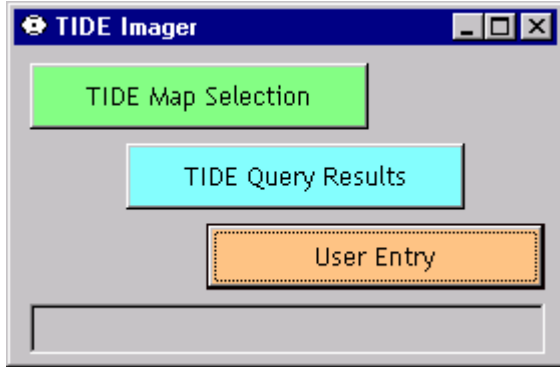 TIDE Imager
TIDE Map Selection
TIDE Query Results
User Entry